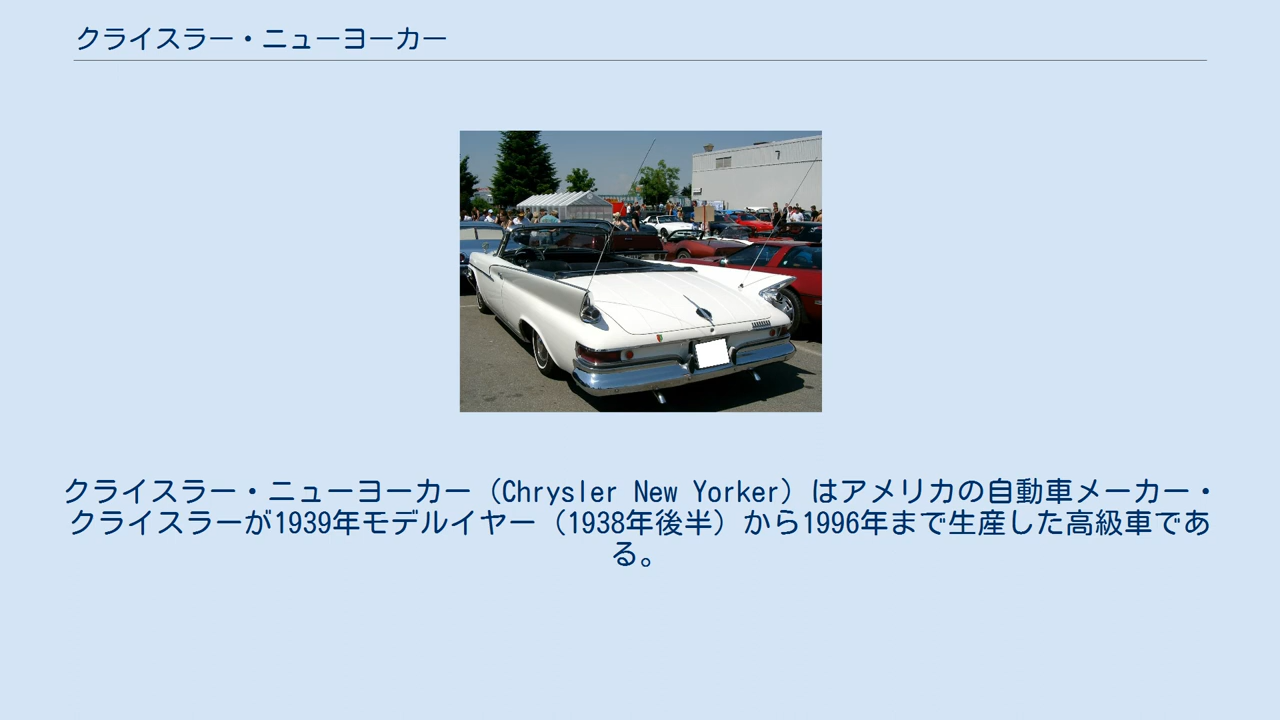 クライスラー・ニューヨーカー
クライスラー・ニューヨーカー（Chrysler New Yorker）はアメリカの自動車メーカー・
クライスラーが1939年モデルイヤー（1938年後半）から1996年まで生産した高級車であ
る。